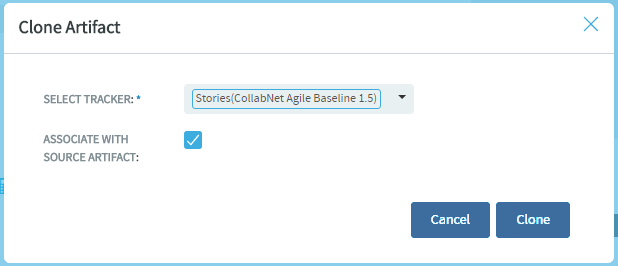 Clone Artifact
SELECT TRACKER: *
Stories(CollabNet Agile Baseline 1.5)
ASSOCIATE WITH
SOURCE ARTIFACT:
Cancel
Clone